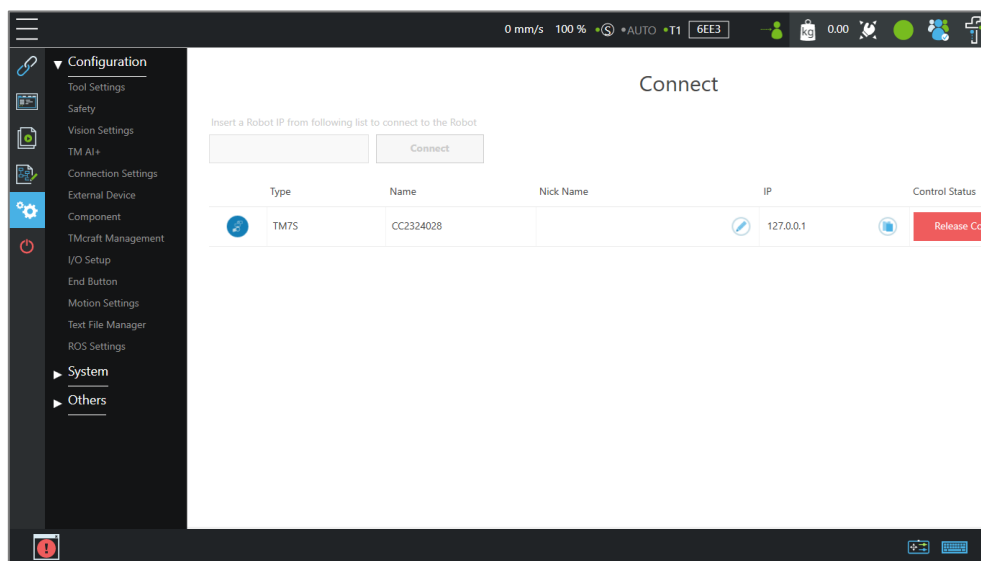 0 mm/s 100 % S AUTO T1 6EE3 kg 0.00
Configuration
Tool Settings
Safety
Vision Settings
TM AI+
Connection Settings
External Device
Component
TMcraft Management
I/O Setup
End Button
Motion Settings
Text File Manager
ROS Settings
System
Others
Connect
Insert a Robot IP from following list to connect to the Robot
Connect
Type Name Nick Name IP Control Status
TM7S CC2324028 127.0.0.1 Release Co